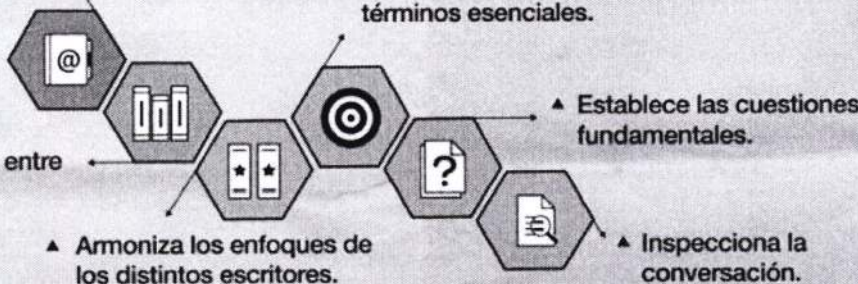 términos esenciales.
@
▲ Establece las cuestiones
fundamentales.
entre
?
▲ Armoniza los enfoques de
los distintos escritores.
▲ Inspecciona la
conversación.